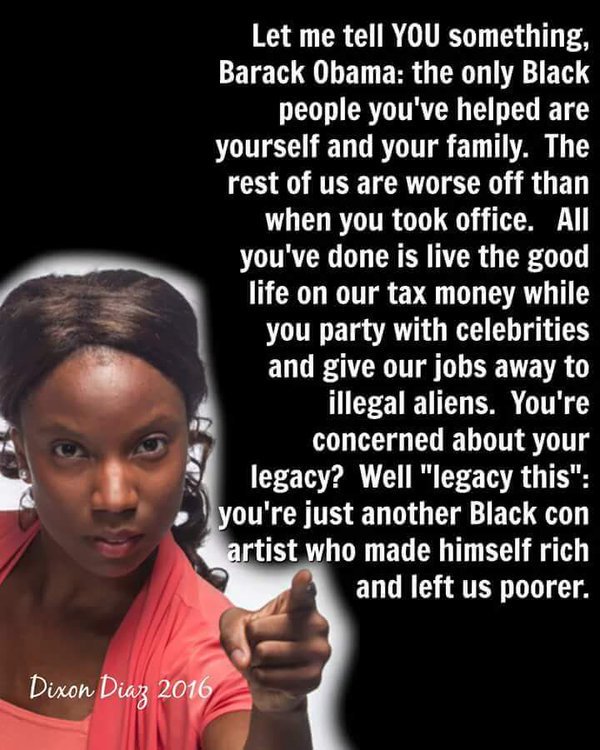 Let me tell YOU something,
Barack Obama: the only Black
people you've helped are
yourself and your family.  The
rest of us are worse off than
when you took office.   All
you've done is live the good
life on our tax money while
you party with celebrities
and give our jobs away to
illegal aliens.  You're
concerned about your
legacy?  Well "legacy this":
you're just another Black con
artist who made himself rich
and left us poorer.
Dixon Diaz 2016